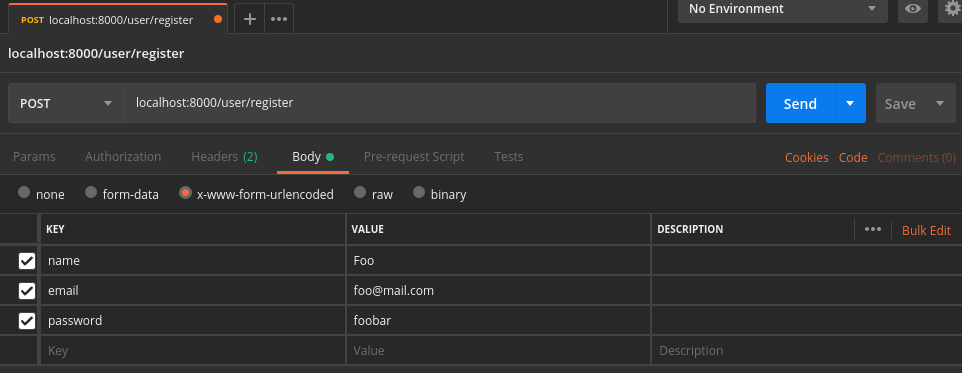 POST localhost:8000/user/register + ••• No Environment
localhost:8000/user/register
POST localhost:8000/user/register Send Save
Params Authorization Headers (2) Body Pre-request Script Tests Cookies Code Comments (0)
none form-data x-www-form-urlencoded raw binary
KEY VALUE DESCRIPTION ••• Bulk Edit
name Foo
email foo@mail.com
password foobar
Key Value Description